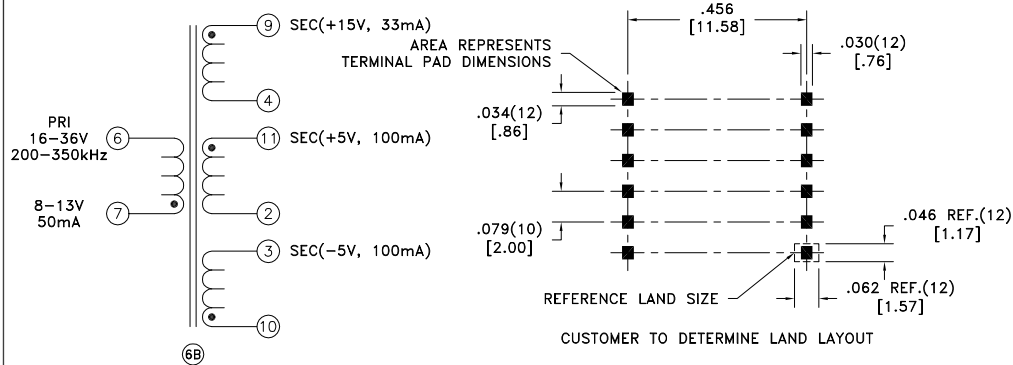 9 SEC(+15V, 33mA)
4
PRI
16-36V
200-350kHz
6
8-13V
50mA
7
11 SEC(+5V, 100mA)
2
3 SEC(-5V, 100mA)
10
6B
.456
[11.58]
AREA REPRESENTS
TERMINAL PAD DIMENSIONS
.030(12)
[.76]
.034(12)
[.86]
.079(10)
[2.00]
.046 REF.(12)
[1.17]
REFERENCE LAND SIZE
.062 REF.(12)
[1.57]
CUSTOMER TO DETERMINE LAND LAYOUT